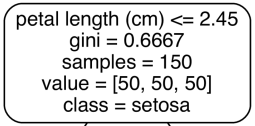 petal length (cm) <= 2.45
gini = 0.6667
samples = 150
value = [50, 50, 50]
class = setosa